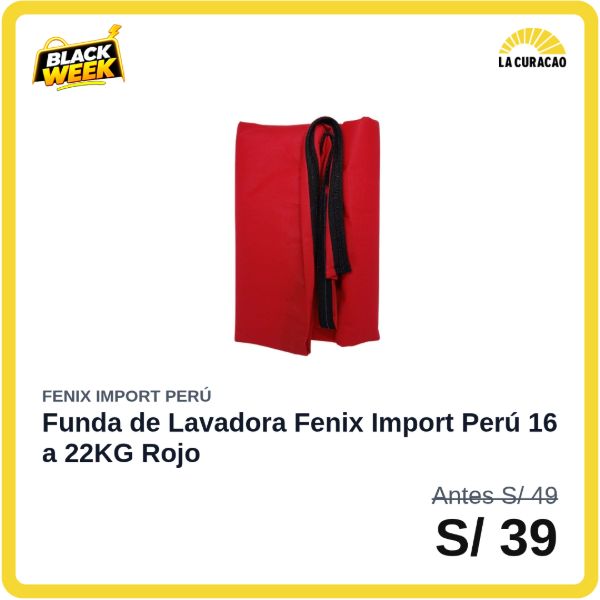 BLACK
WEEK
LA CURACAO
FENIX IMPORT PERÚ
Funda de Lavadora Fenix Import Perú 16
a 22KG Rojo
Antes S/ 49
S/ 39